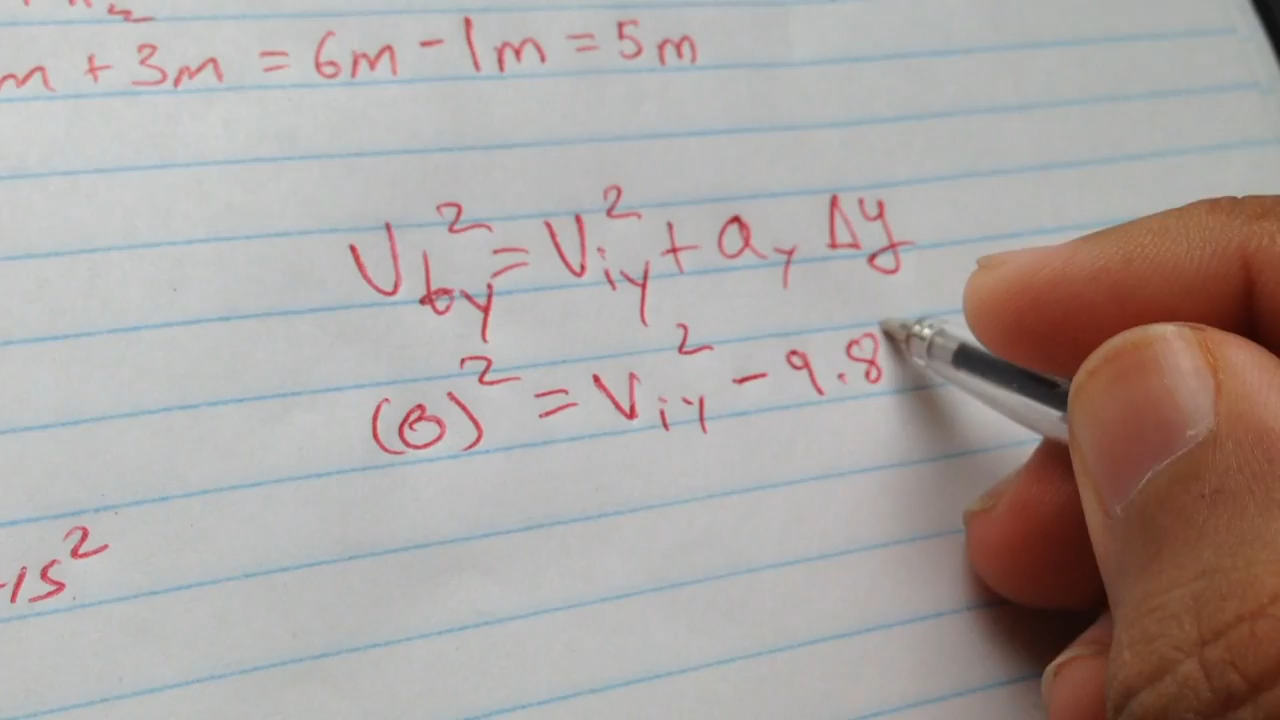 m + 3m = 6m - 1m = 5m
V_fy² = V_iy² + a_y Δy
(0)² = V_iy² - 9.8
/s²